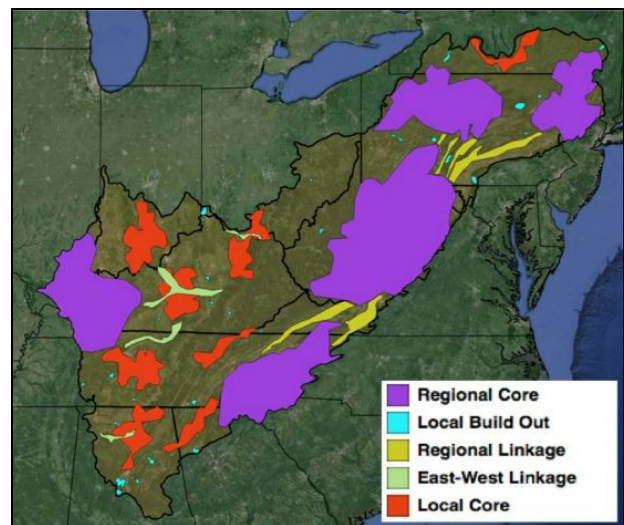 Regional Core
Local Build Out
Regional Linkage
East-West Linkage
Local Core